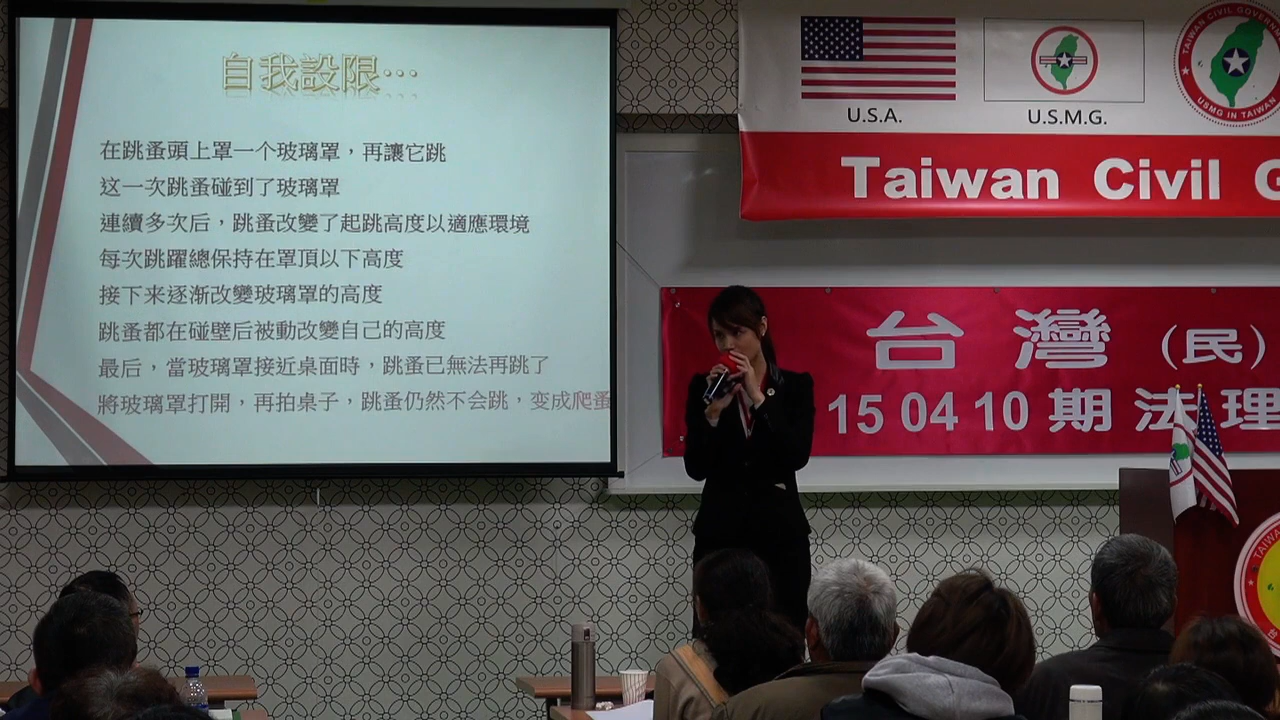 自我設限…
在跳蚤頭上罩一个玻璃罩，再讓它跳
这一次跳蚤碰到了玻璃罩
連續多次后，跳蚤改變了起跳高度以適應環境
每次跳躍總保持在罩頂以下高度
接下来逐漸改變玻璃罩的高度
跳蚤都在碰壁后被動改變自己的高度
最后，當玻璃罩接近桌面時，跳蚤已無法再跳了
將玻璃罩打開，再拍桌子，跳蚤仍然不会跳，变成爬蚤
U.S.A.
U.S.M.G.
TAIWAN CIVIL GOVERNM
USMG IN TAIWAN
Taiwan Civil G
台灣(民)
15 04 10 期 法 理